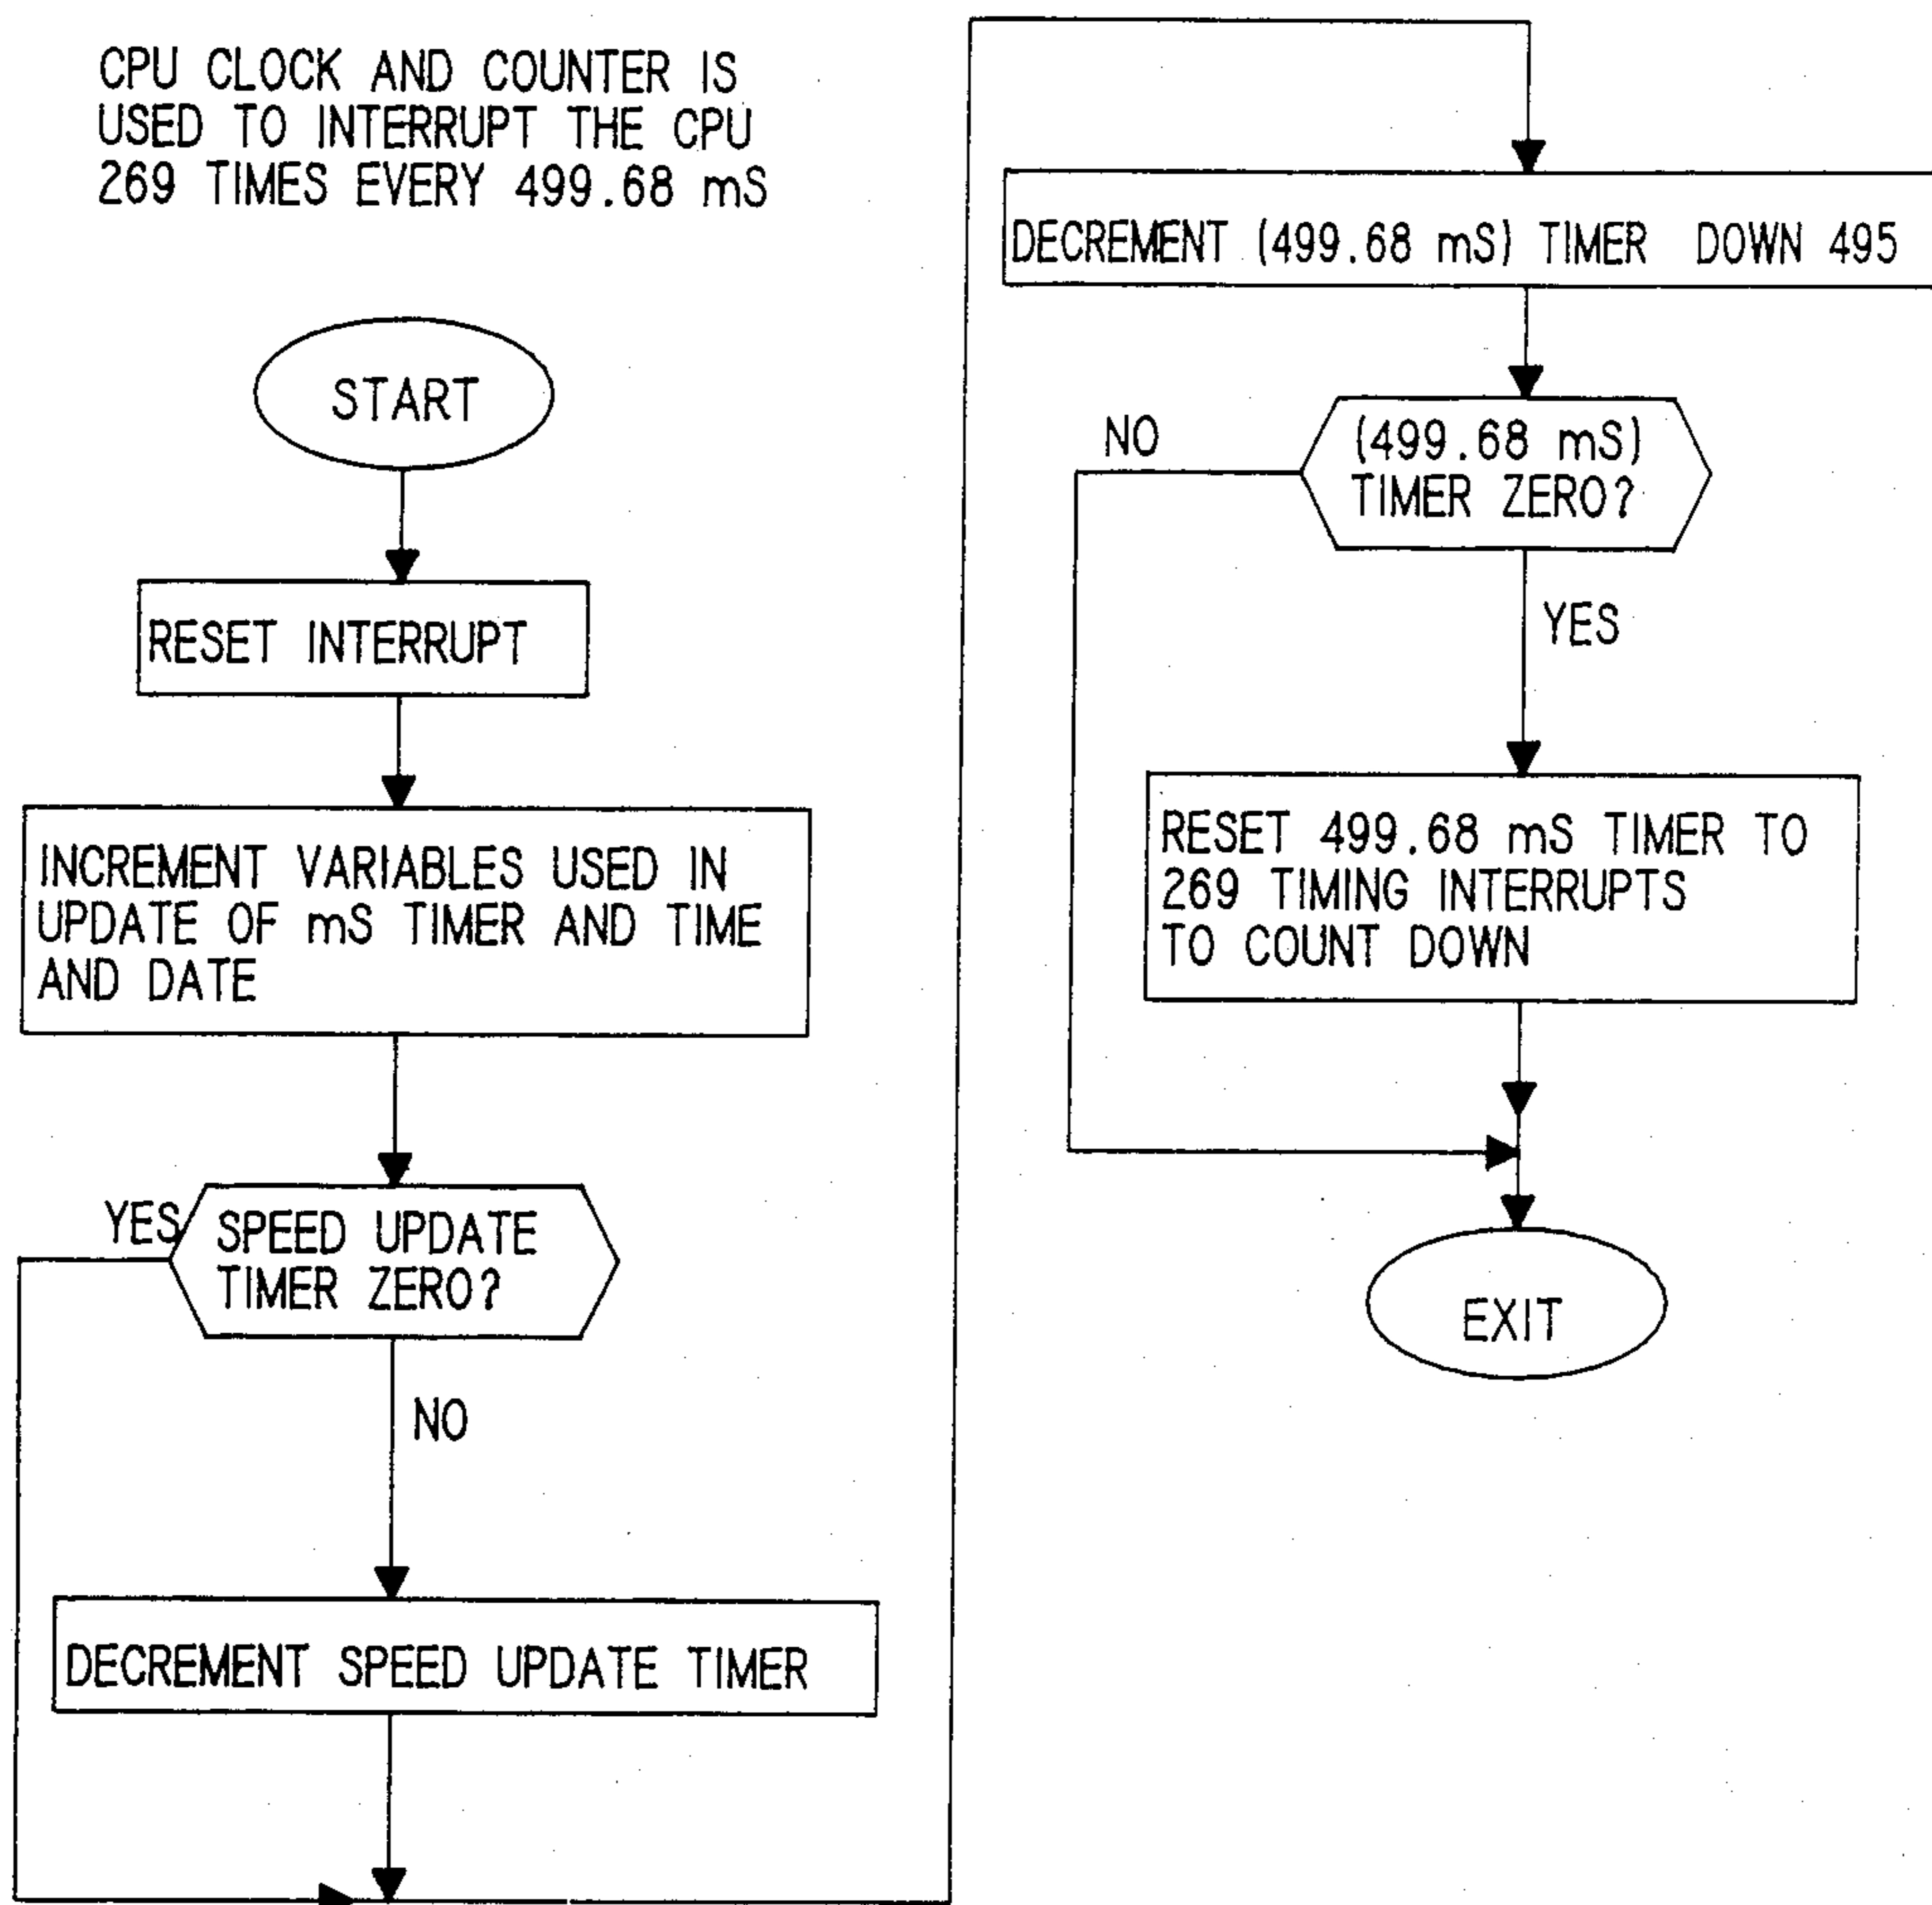 CPU CLOCK AND COUNTER IS
USED TO INTERRUPT THE CPU
269 TIMES EVERY 499.68 mS
START
RESET INTERRUPT
INCREMENT VARIABLES USED IN
UPDATE OF mS TIMER AND TIME
AND DATE
YES
SPEED UPDATE
TIMER ZERO?
NO
DECREMENT SPEED UPDATE TIMER
DECREMENT (499.68 mS) TIMER DOWN 495
NO
(499.68 mS)
TIMER ZERO?
YES
RESET 499.68 mS TIMER TO
269 TIMING INTERRUPTS
TO COUNT DOWN
EXIT